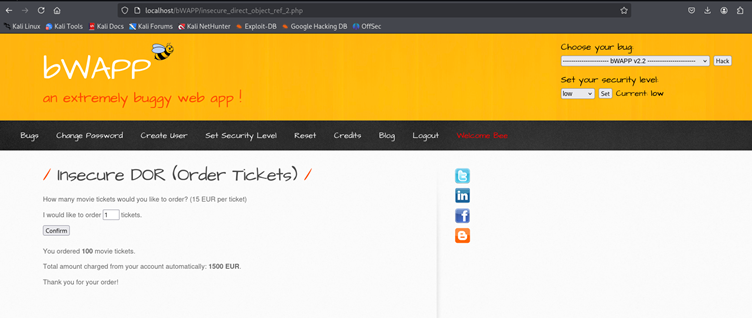 localhost/bWAPP/insecure_direct_object_ref_2.php
Kali Linux Kali Tools Kali Docs Kali Forums Kali NetHunter Exploit-DB Google Hacking DB OffSec
bWAPP
an extremely buggy web app !
Choose your bug:
---------------------- bWAPP v2.2 ---------------------- Hack
Set your security level:
low Set Current: low
Bugs Change Password Create User Set Security Level Reset Credits Blog Logout Welcome Bee
/ Insecure DOR (Order Tickets) /
How many movie tickets would you like to order? (15 EUR per ticket)
I would like to order 1 tickets.
Confirm
You ordered 100 movie tickets.
Total amount charged from your account automatically: 1500 EUR.
Thank you for your order!